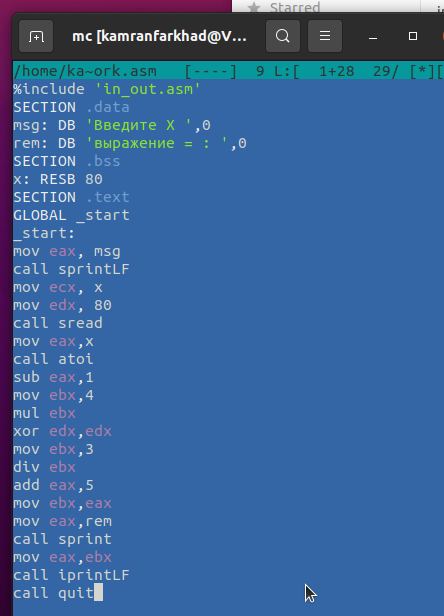 Starred
mc [kamranfarkhad@V...
/home/ka~ork.asm   [----]  9 L:[  1+28  29/ [*][
%include 'in_out.asm'
SECTION .data
msg: DB 'Введите X ',0
rem: DB 'выражение = : ',0
SECTION .bss
x: RESB 80
SECTION .text
GLOBAL _start
_start:
mov eax, msg
call sprintLF
mov ecx, x
mov edx, 80
call sread
mov eax,x
call atoi
sub eax,1
mov ebx,4
mul ebx
xor edx,edx
mov ebx,3
div ebx
add eax,5
mov ebx,eax
mov eax,rem
call sprint
mov eax,ebx
call iprintLF
call quit